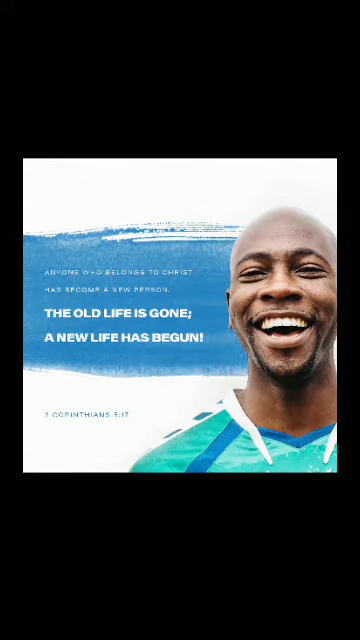 ANYONE WHO BELONGS TO CHRIST
HAS BECOME A NEW PERSON.
THE OLD LIFE IS GONE;
A NEW LIFE HAS BEGUN!
2 CORINTHIANS 5:17